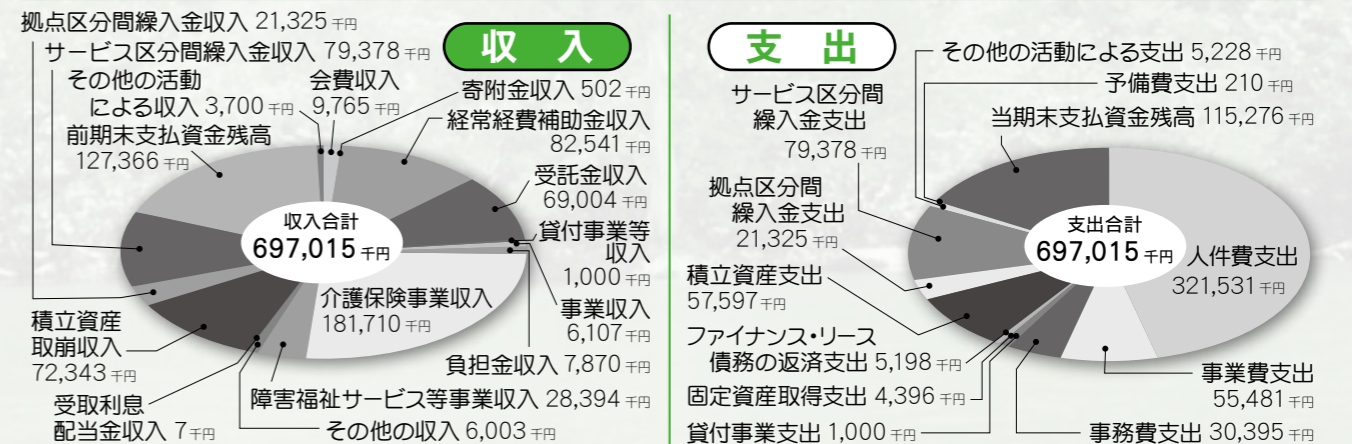 収 入
拠点区分間繰入金収入 21,325 千円
サービス区分間繰入金収入 79,378 千円
その他の活動
による収入 3,700 千円
会費収入
9,765 千円
前期末支払資金残高
127,366 千円
寄附金収入 502 千円
経常経費補助金収入
82,541 千円
受託金収入
69,004 千円
貸付事業等
収入
1,000 千円
事業収入
6,107 千円
負担金収入 7,870 千円
収入合計
697,015 千円
介護保険事業収入
181,710 千円
積立資産
取崩収入
72,343 千円
障害福祉サービス等事業収入 28,394 千円
受取利息
配当金収入 7 千円
その他の収入 6,003 千円
支 出
その他の活動による支出 5,228 千円
予備費支出 210 千円
当期末支払資金残高 115,276 千円
サービス区分間
繰入金支出
79,378 千円
拠点区分間
繰入金支出
21,325 千円
支出合計
697,015 千円
人件費支出
321,531 千円
積立資産支出
57,597 千円
ファイナンス・リース
債務の返済支出 5,198 千円
固定資産取得支出 4,396 千円
貸付事業支出 1,000 千円
事業費支出
55,481 千円
事務費支出 30,395 千円